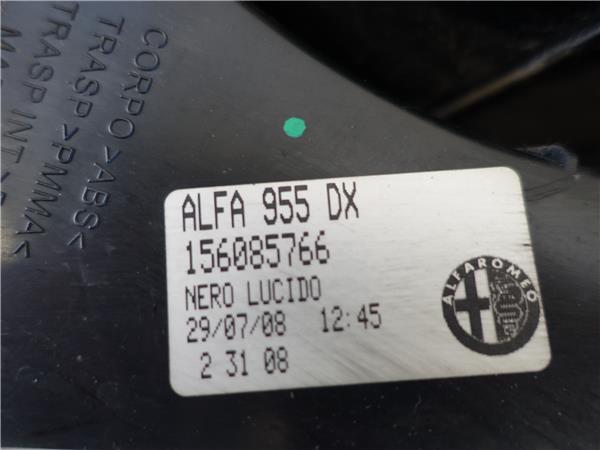 CORPO >ABS<
TRASP >PMMA<
TRASP INT
ALFA 955 DX
156085766
NERO LUCIDO
29/07/08 12:45
2 31 08
ALFA ROMEO